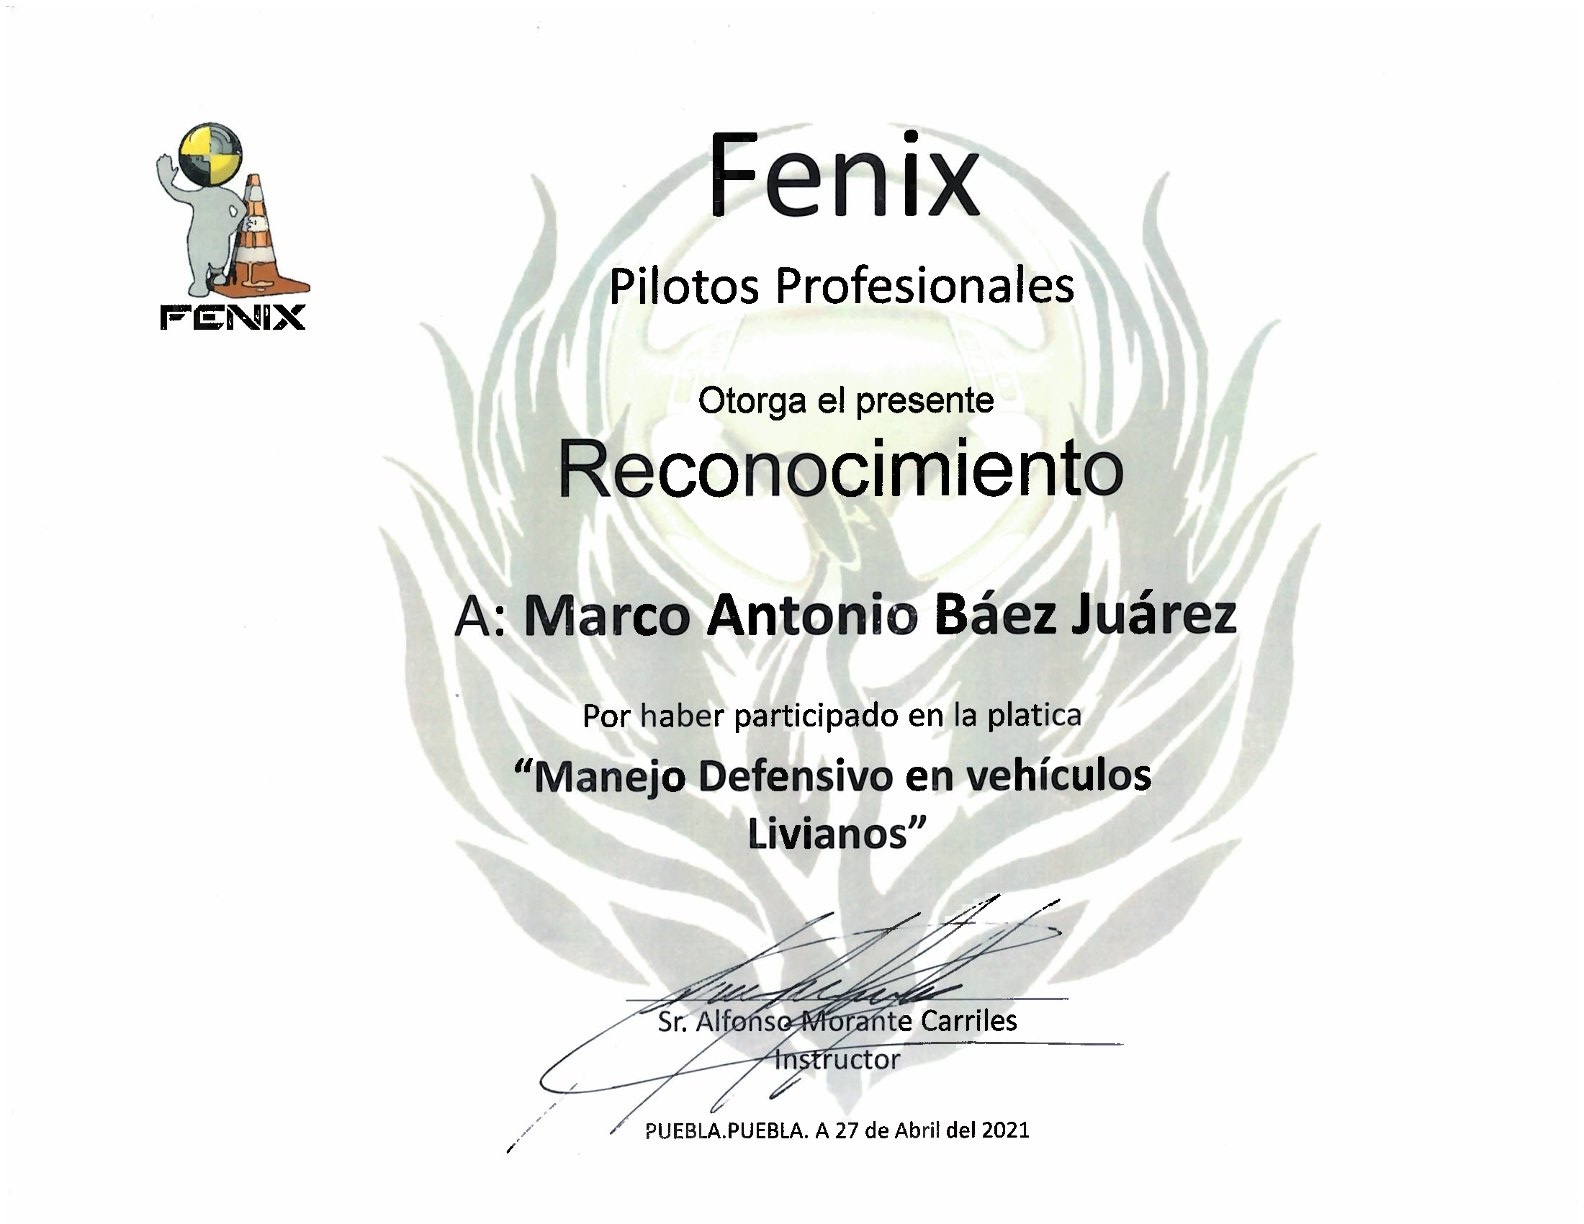 FENIX
Fenix
Pilotos Profesionales
Otorga el presente
Reconocimiento
A: Marco Antonio Báez Juárez
Por haber participado en la platica
“Manejo Defensivo en vehículos
Livianos”
Sr. Alfonso Morante Carriles
Instructor
PUEBLA.PUEBLA. A 27 de Abril del 2021